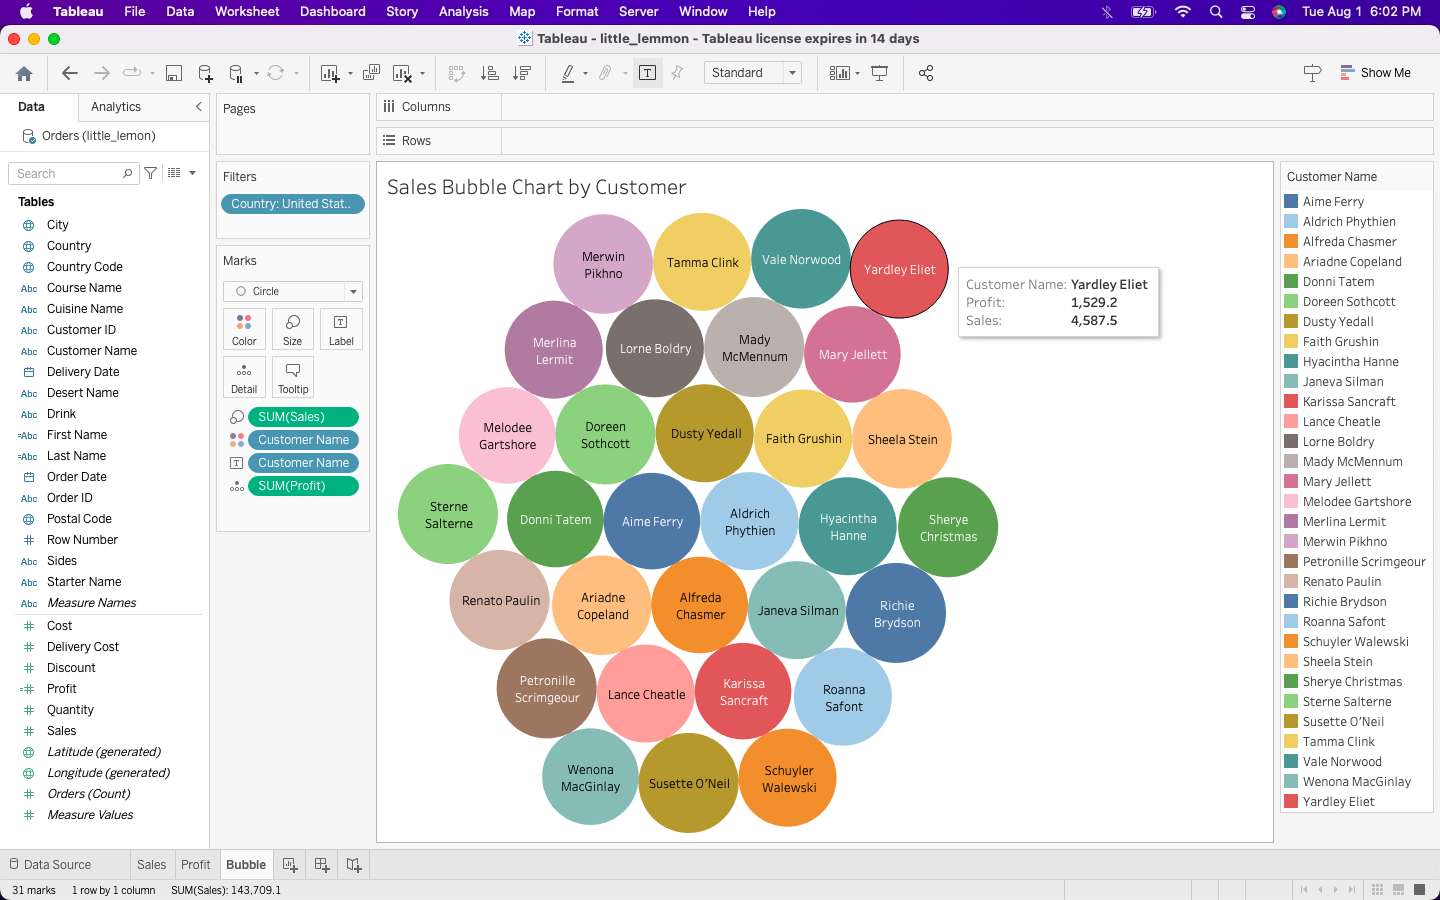 Tableau File Data Worksheet Dashboard Story Analysis Map Format Server Window Help Tue Aug 1 6:02 PM
Tableau - little_lemmon - Tableau license expires in 14 days
Standard
Show Me
Data
Analytics
Orders (little_lemon)
Search
Tables
City
Country
Country Code
Abc Course Name
Abc Cuisine Name
Abc Customer ID
Abc Customer Name
Delivery Date
Abc Desert Name
Abc Drink
=Abc First Name
=Abc Last Name
Order Date
Abc Order ID
Postal Code
# Row Number
Abc Sides
Abc Starter Name
Abc Measure Names
# Cost
# Delivery Cost
# Discount
=# Profit
# Quantity
# Sales
Latitude (generated)
Longitude (generated)
# Orders (Count)
# Measure Values
Pages
Filters
Country: United Stat..
Marks
Circle
Color
Size
T
Label
Detail
Tooltip
SUM(Sales)
Customer Name
T Customer Name
SUM(Profit)
Columns
Rows
Sales Bubble Chart by Customer
Merwin
Pikhno
Tamma Clink
Vale Norwood
Yardley Eliet
Customer Name: Yardley Eliet
Profit: 1,529.2
Sales: 4,587.5
Merlina
Lermit
Lorne Boldry
Mady
McMennum
Mary Jellett
Melodee
Gartshore
Doreen
Sothcott
Dusty Yedall
Faith Grushin
Sheela Stein
Sterne
Salterne
Donni Tatem
Aime Ferry
Aldrich
Phythien
Hyacintha
Hanne
Sherye
Christmas
Renato Paulin
Ariadne
Copeland
Alfreda
Chasmer
Janeva Silman
Richie
Brydson
Petronille
Scrimgeour
Lance Cheatle
Karissa
Sancraft
Roanna
Safont
Wenona
MacGinlay
Susette O’Neil
Schuyler
Walewski
Customer Name
Aime Ferry
Aldrich Phythien
Alfreda Chasmer
Ariadne Copeland
Donni Tatem
Doreen Sothcott
Dusty Yedall
Faith Grushin
Hyacintha Hanne
Janeva Silman
Karissa Sancraft
Lance Cheatle
Lorne Boldry
Mady McMennum
Mary Jellett
Melodee Gartshore
Merlina Lermit
Merwin Pikhno
Petronille Scrimgeour
Renato Paulin
Richie Brydson
Roanna Safont
Schuyler Walewski
Sheela Stein
Sherye Christmas
Sterne Salterne
Susette O’Neil
Tamma Clink
Vale Norwood
Wenona MacGinlay
Yardley Eliet
Data Source
Sales
Profit
Bubble
31 marks 1 row by 1 column SUM(Sales): 143,709.1